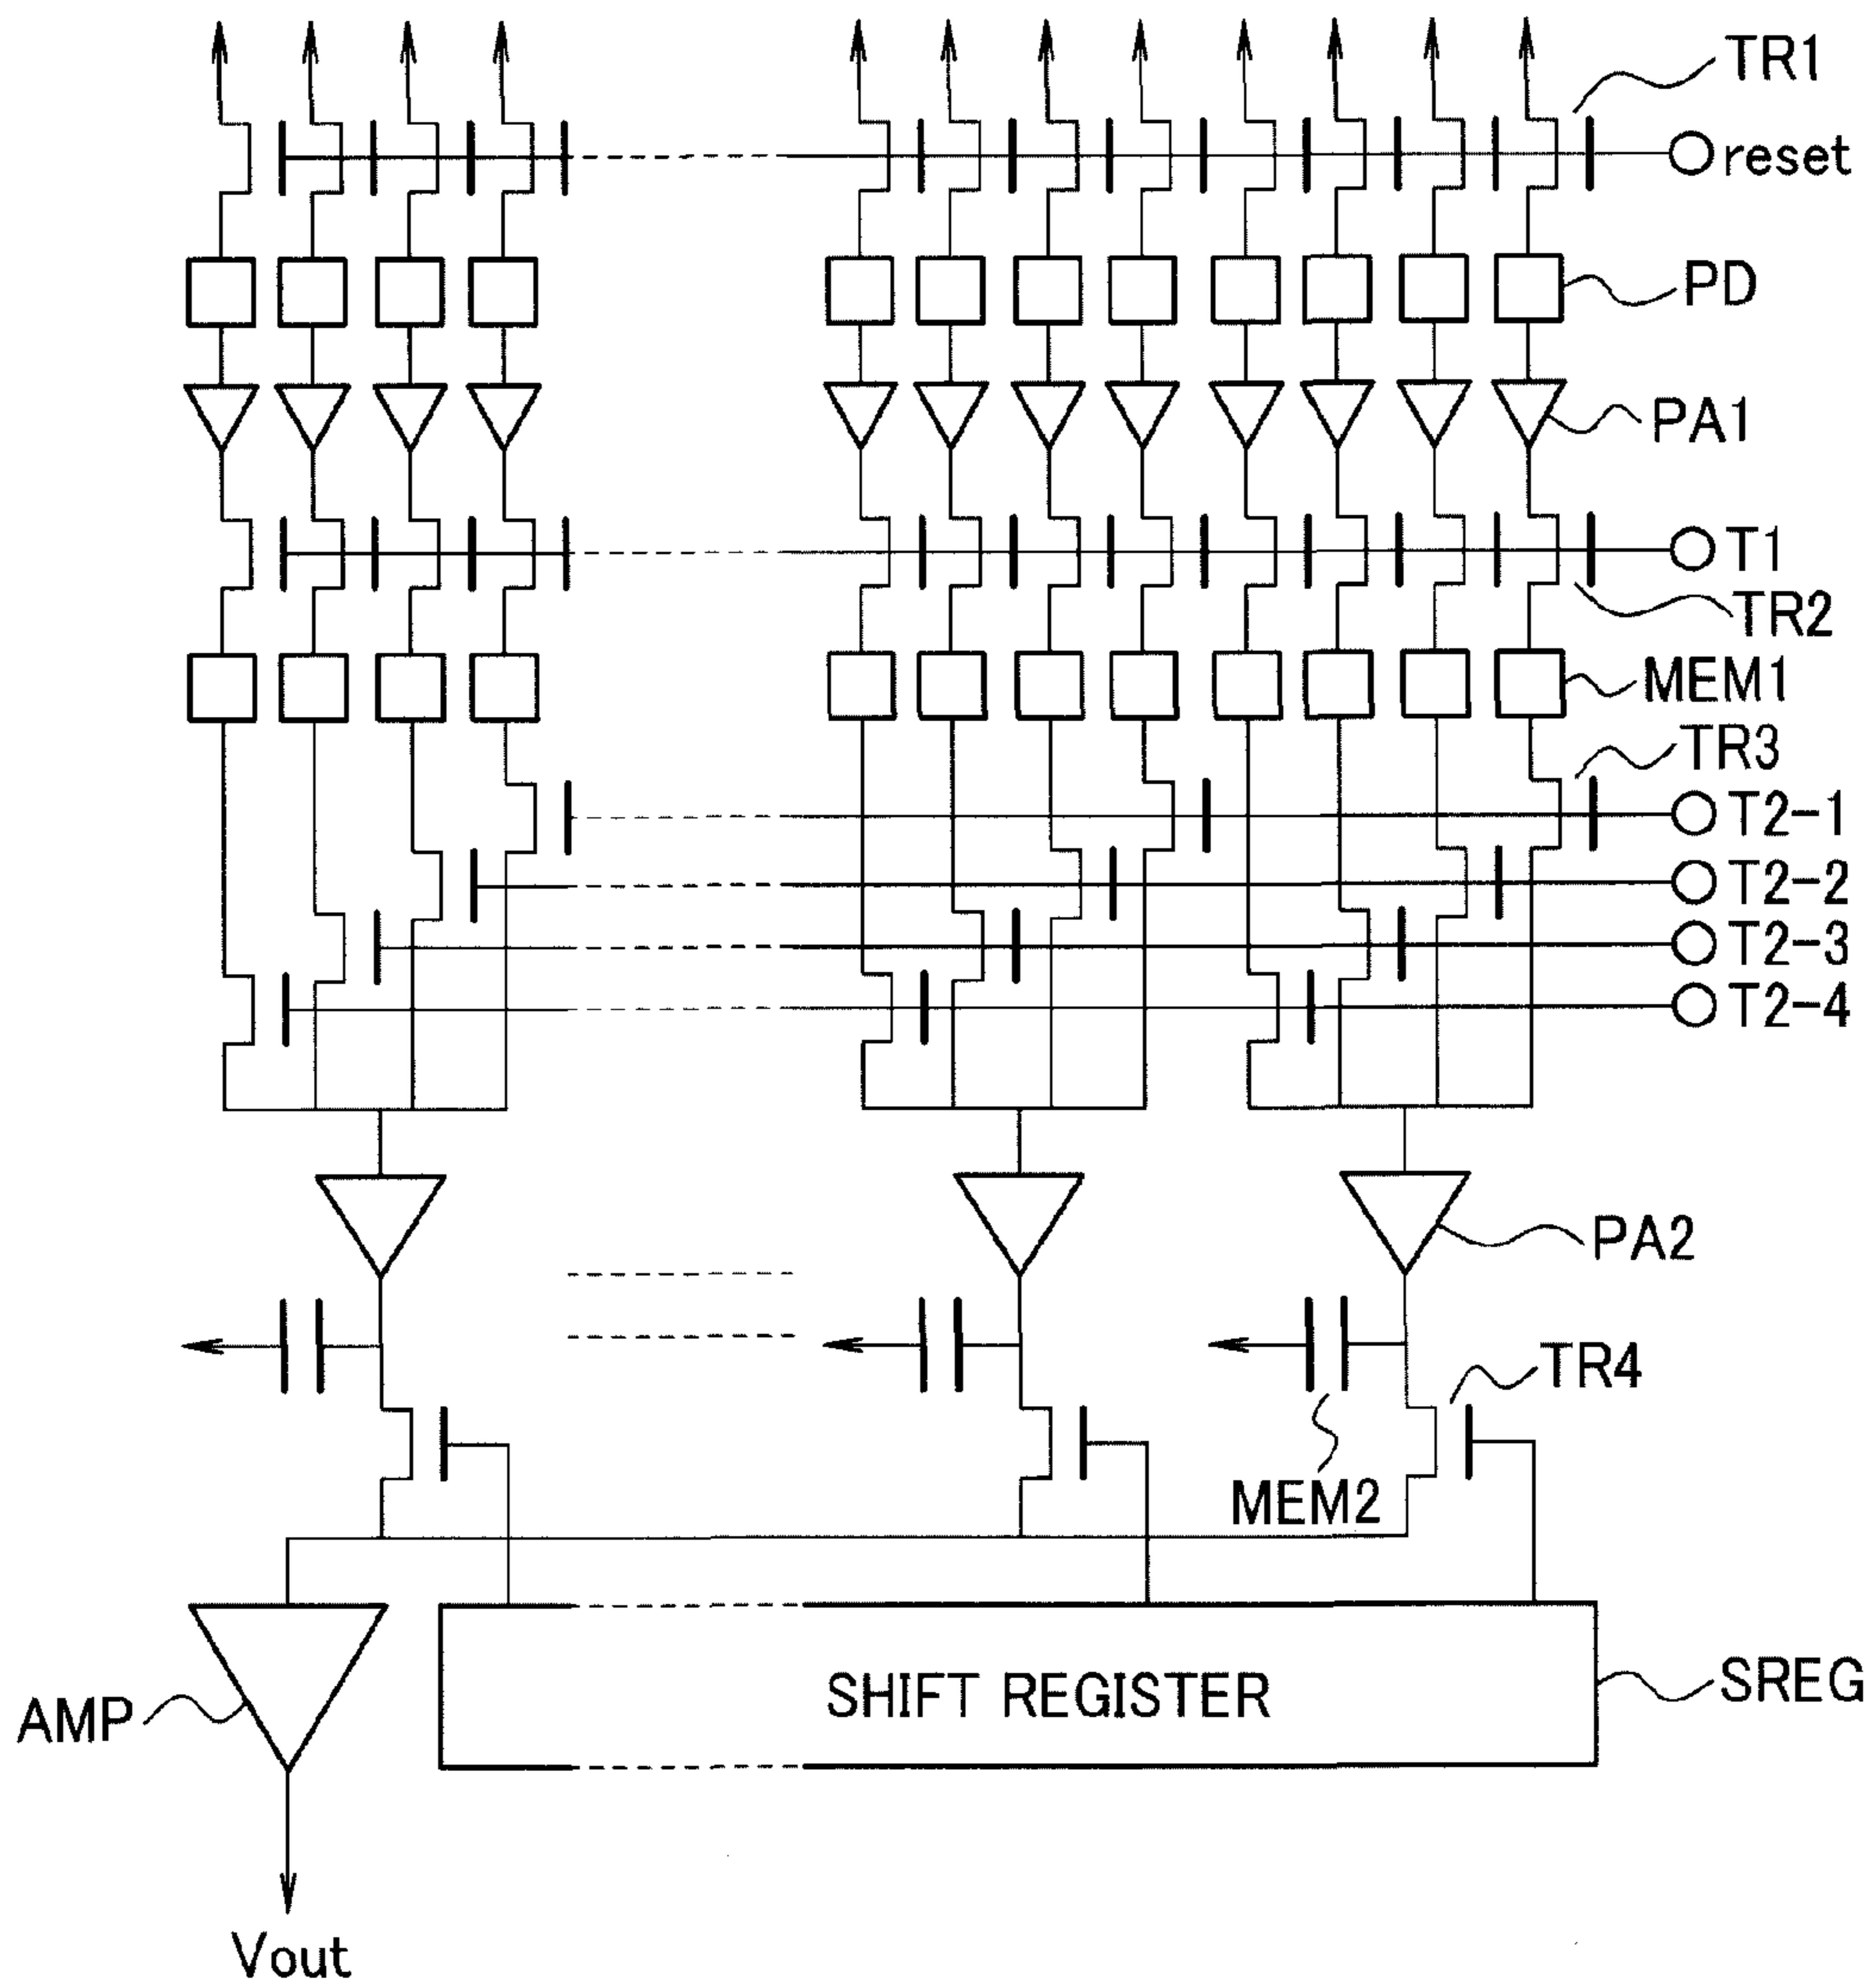 TR1
reset
PD
PA1
T1
TR2
MEM1
TR3
T2-1
T2-2
T2-3
T2-4
PA2
TR4
MEM2
SHIFT REGISTER
SREG
AMP
Vout